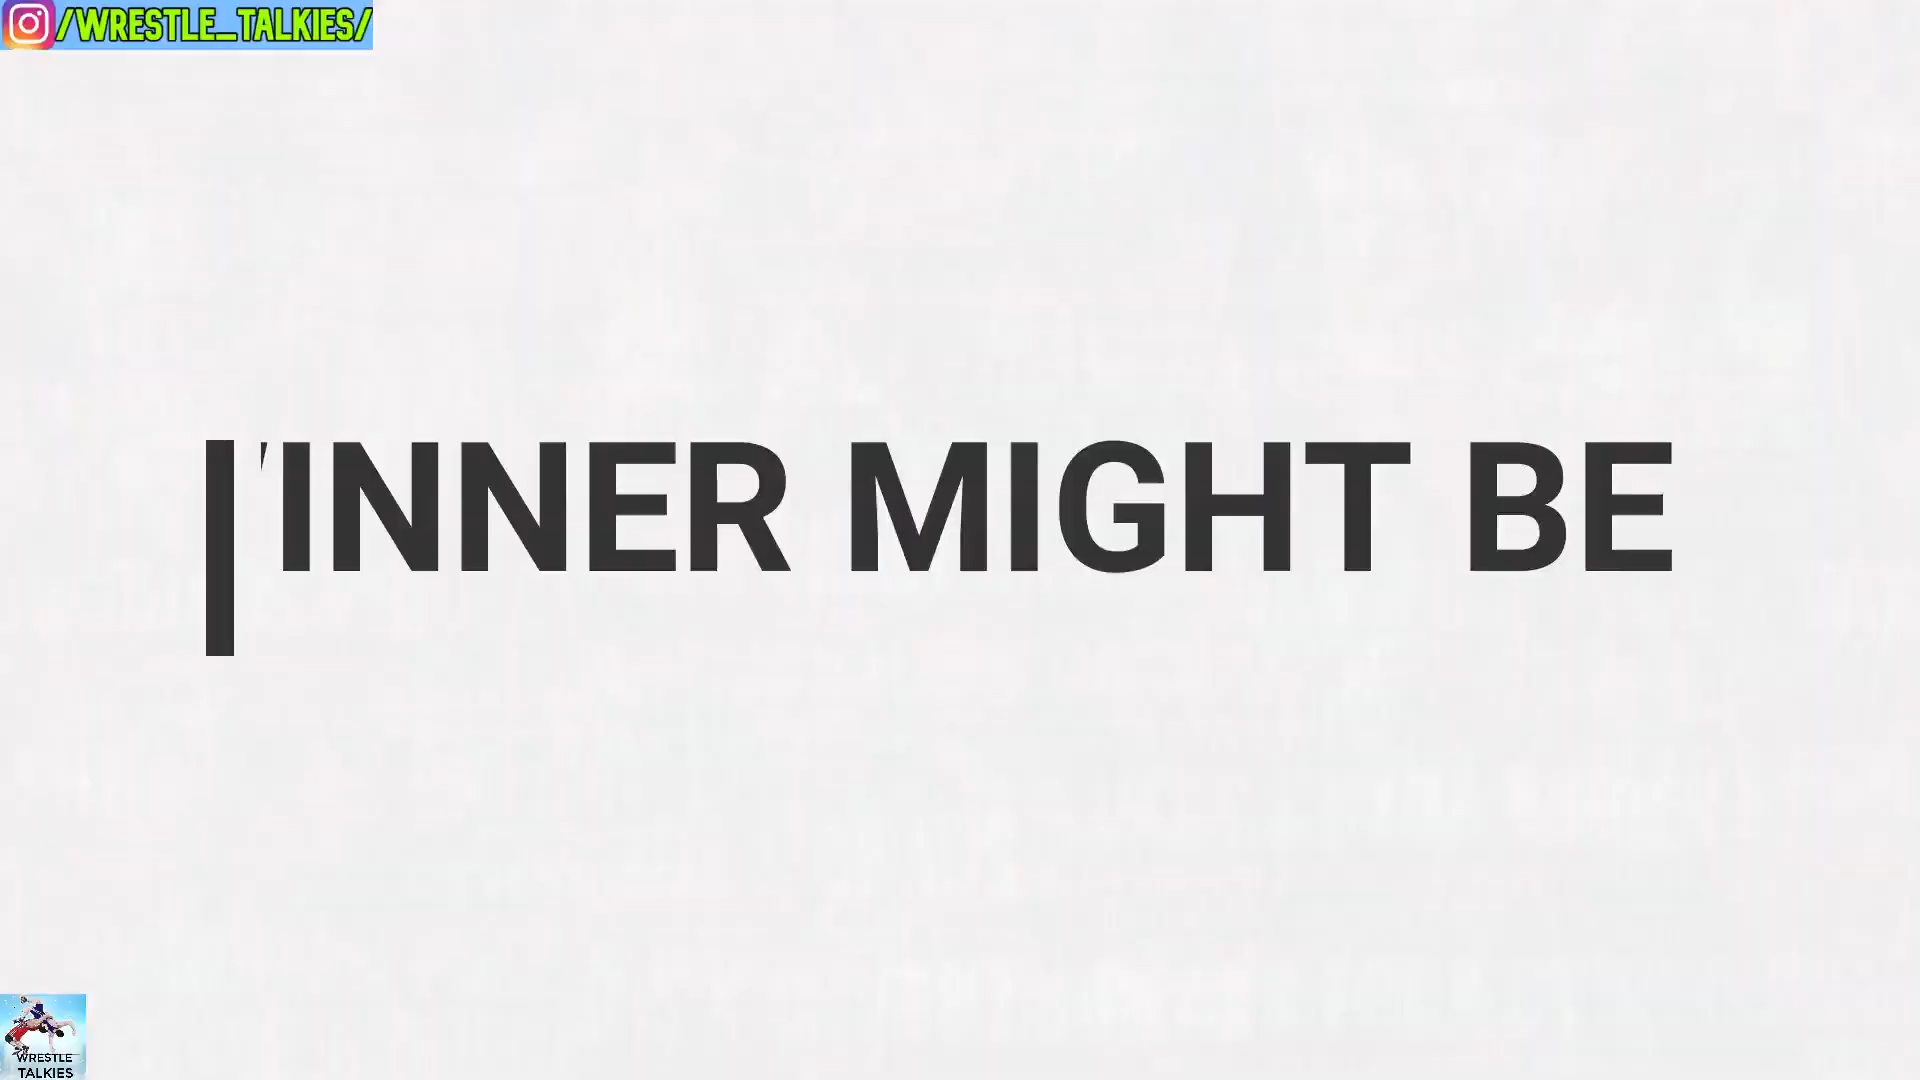 /WRESTLE_TALKIES/
INNER MIGHT BE
WRESTLE
TALKIES